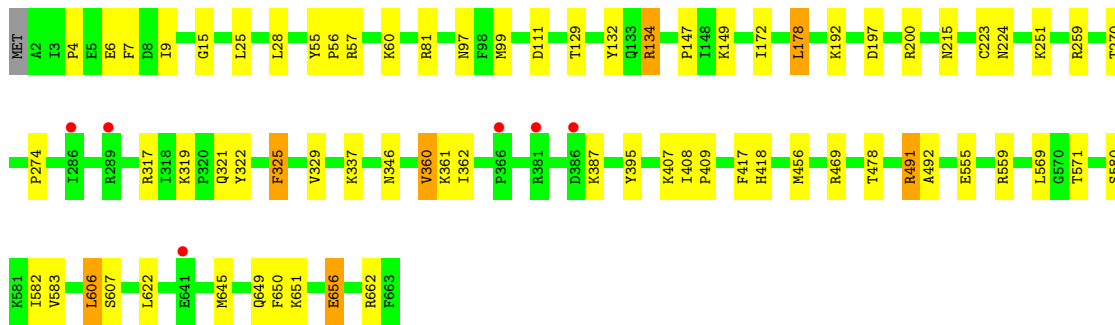 MET A2 I3 P4 E5 E6 F7 D8 I9 G15 L25 L28 Y55 P56 R57 K60 R81 N97 F98 M99 D111 T129 Y132 Q133 R134 P147 I148 K149 I172 L178 K192 D197 R200 N215 C223 N224 K251 R259 T270
P274 I286 R289 R317 I318 K319 P320 Q321 Y322 F325 V329 K337 N346 V360 K361 I362 P366 R381 D386 K387 Y395 K407 I408 P409 F417 H418 M456 R469 T478 R491 A492 E555 R559 L569 G570 T571 S580
K581 I582 V583 L606 S607 L622 E641 M645 Q649 F650 K651 E656 R662 F663